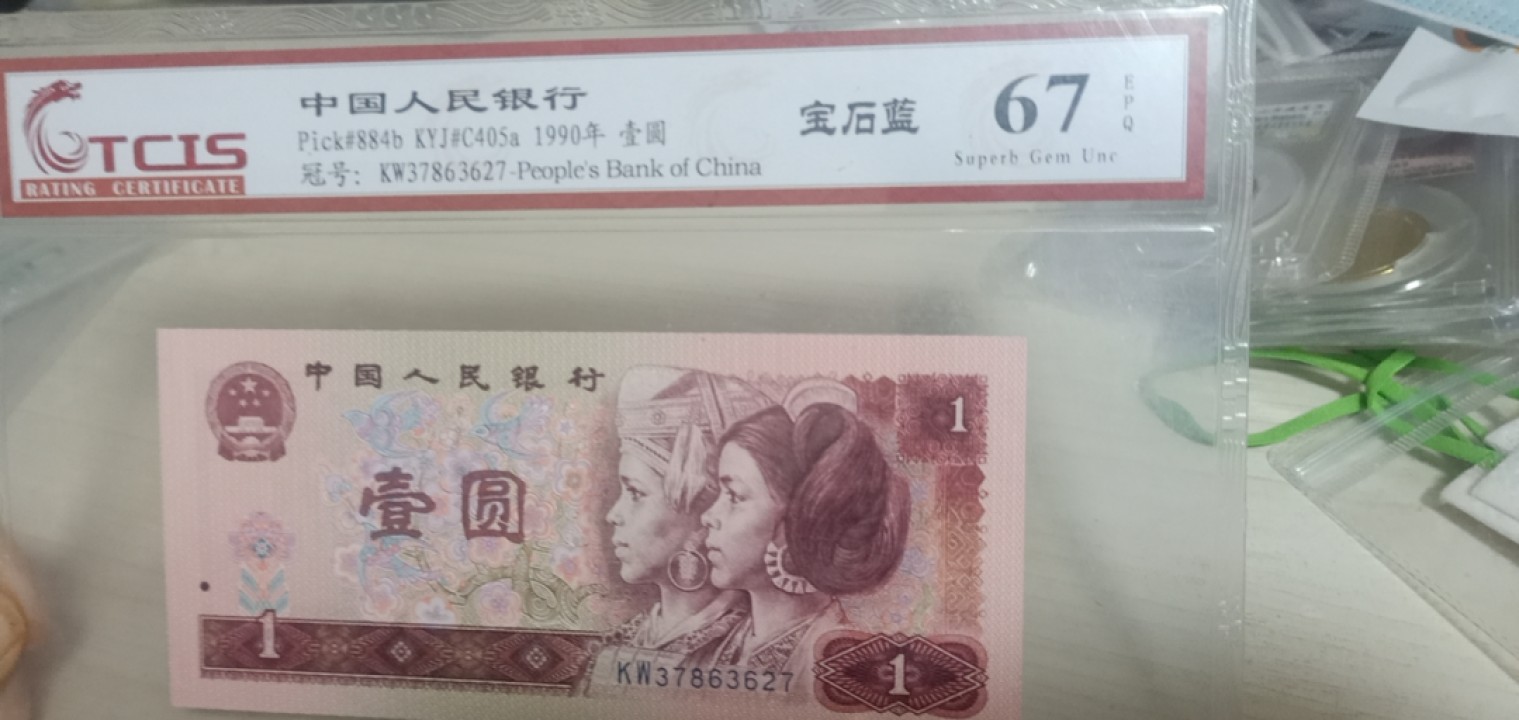 TCIS
RATING CERTIFICATE
中国人民银行
Pick#884b KYJ#C405a 1990年 壹圆
冠号: KW37863627-People's Bank of China
宝石蓝
67
EPQ
Superb Gem Unc
中国人民银行
1
壹圆
1
KW37863627
1